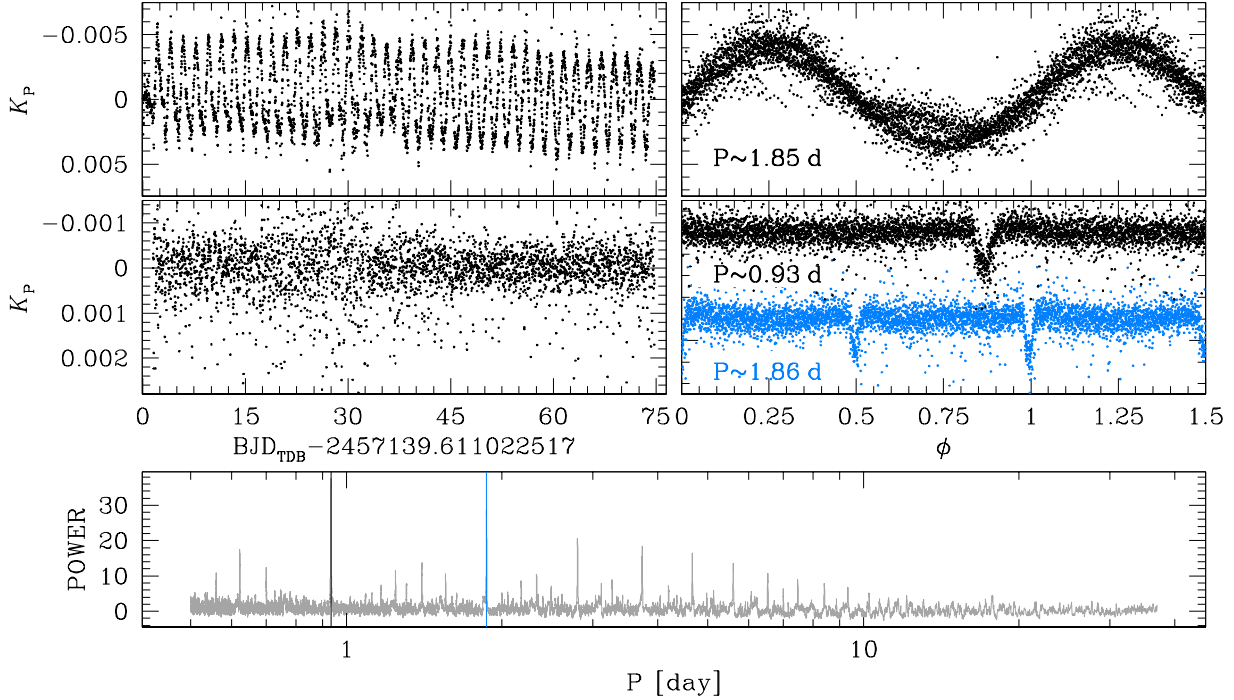 K_P
−0.005
0
0.005
P~1.85 d
K_P
−0.001
0
0.001
0.002
P~0.93 d
P~1.86 d
0 15 30 45 60 75
0 0.25 0.5 0.75 1 1.25 1.5
BJD_TDB−2457139.611022517
ϕ
POWER
30
20
10
0
1 10
P [day]